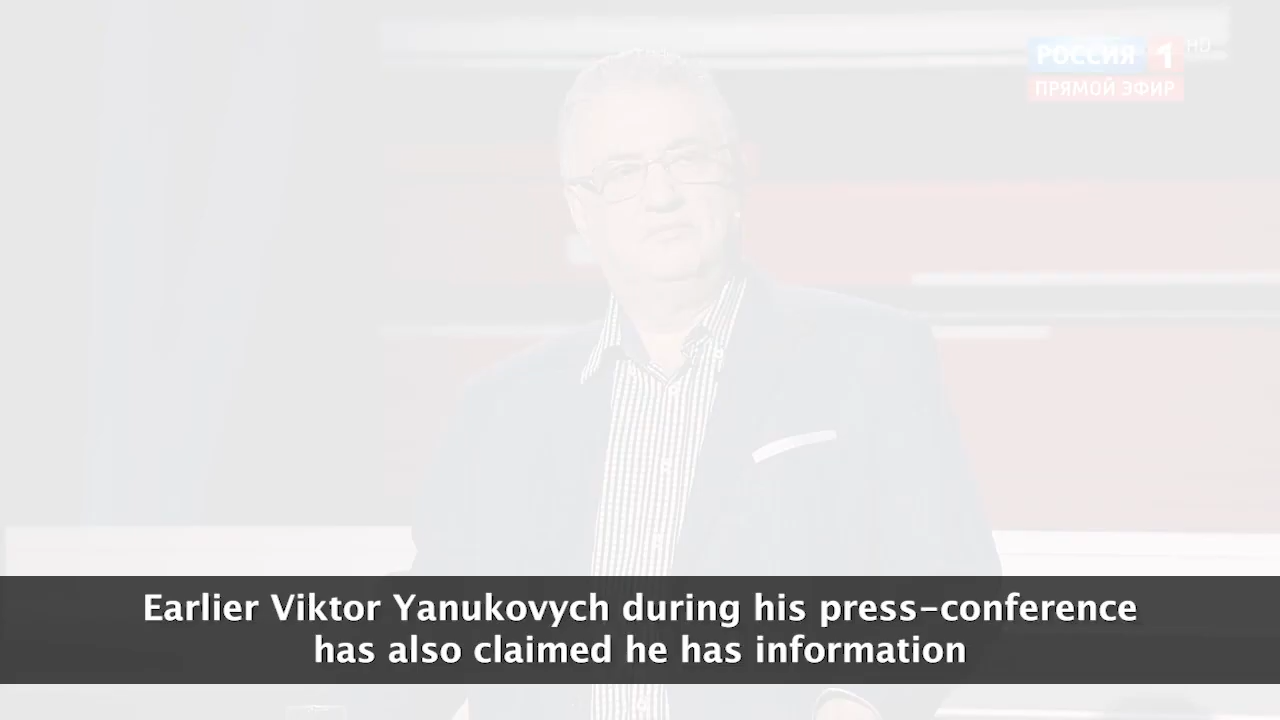 РОССИЯ 1 HD
ПРЯМОЙ ЭФИР
Earlier Viktor Yanukovych during his press-conference
has also claimed he has information